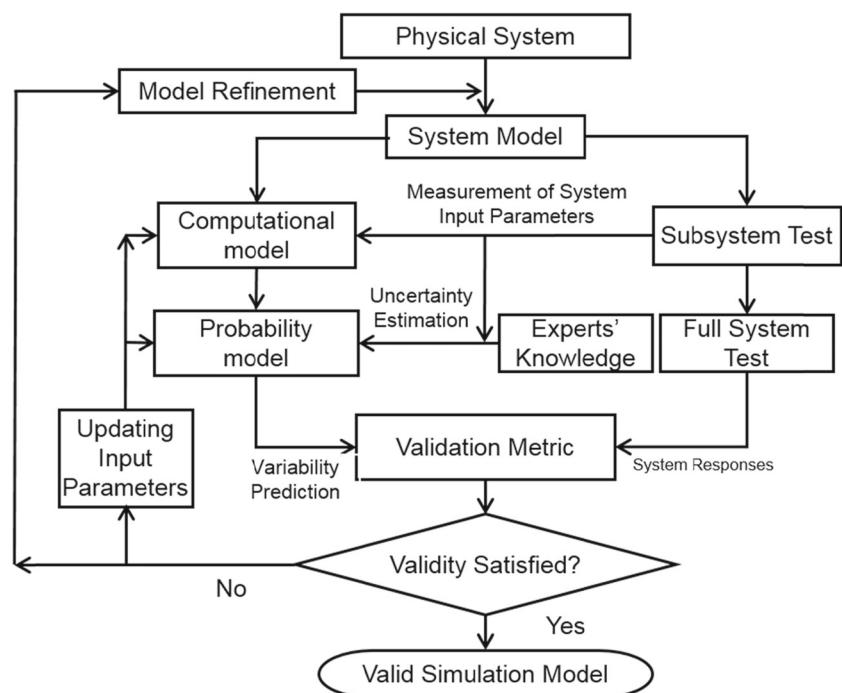 Physical System
Model Refinement
System Model
Measurement of System
Input Parameters
Computational
model
Subsystem Test
Uncertainty
Estimation
Probability
model
Experts’
Knowledge
Full System
Test
Updating
Input
Parameters
Validation Metric
Variability
Prediction
System Responses
Validity Satisfied?
No
Yes
Valid Simulation Model